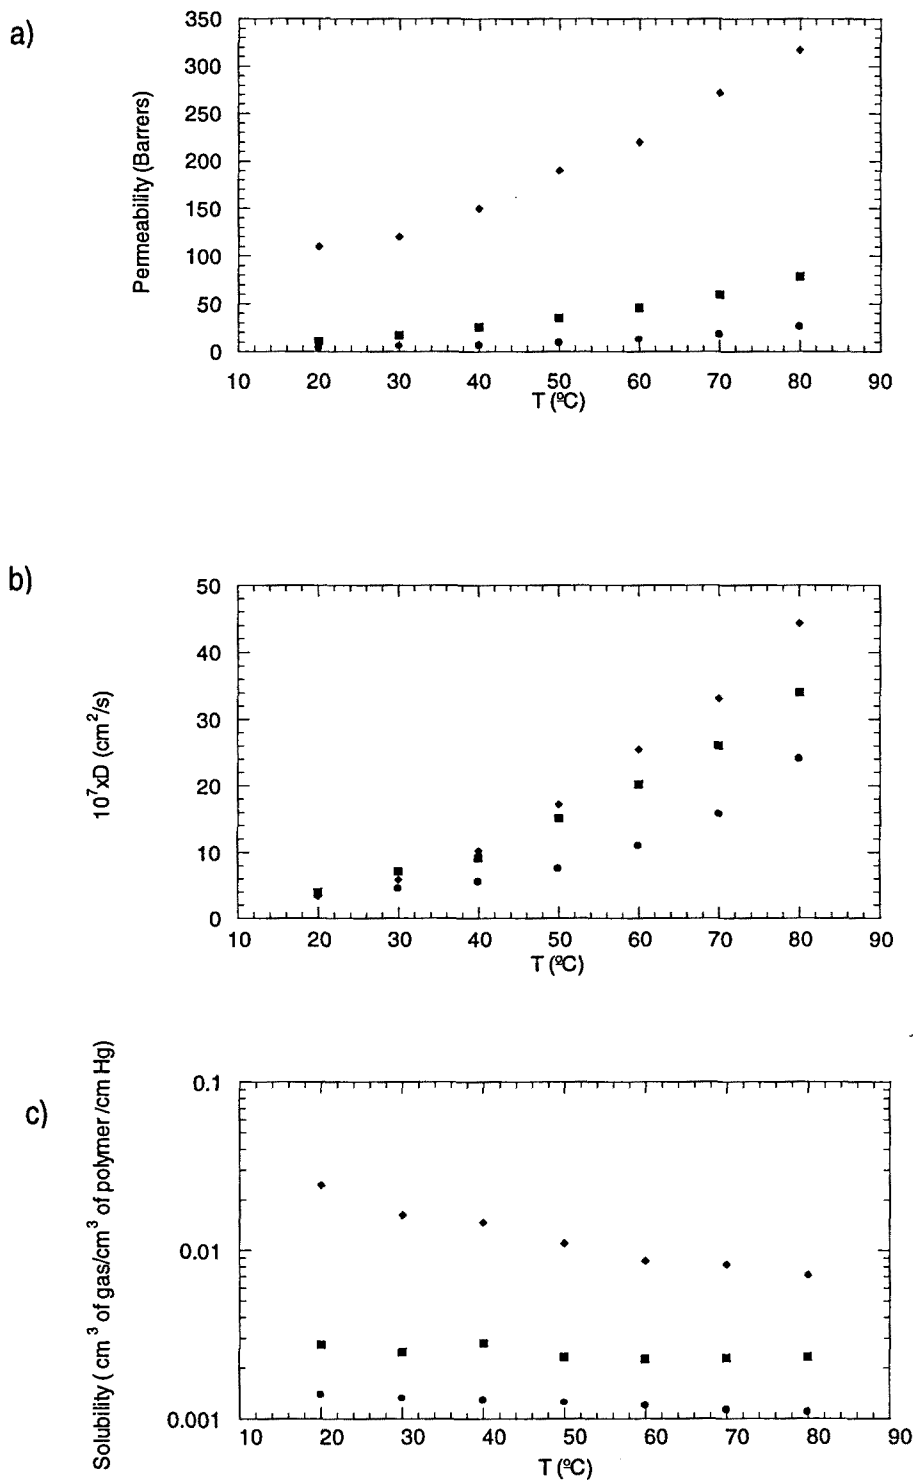 a)
Permeability (Barrers)
350
300
250
200
150
100
50
0
10 20 30 40 50 60 70 80 90
T (ºC)
b)
10⁷xD (cm²/s)
50
40
30
20
10
0
10 20 30 40 50 60 70 80 90
T (ºC)
c)
Solubility ( cm³ of gas/cm³ of polymer /cm Hg)
0.1
0.01
0.001
10 20 30 40 50 60 70 80 90
T (ºC)